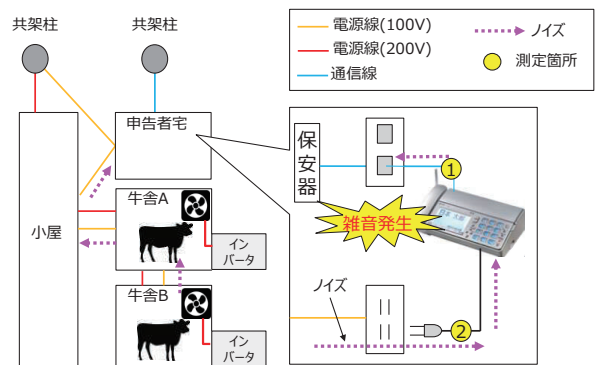 共架柱
共架柱
電源線(100V)
電源線(200V)
通信線
ノイズ
測定箇所
申告者宅
保安器
1
雑音発生
小屋
牛舎A
イン
バータ
牛舎B
イン
バータ
ノイズ
2